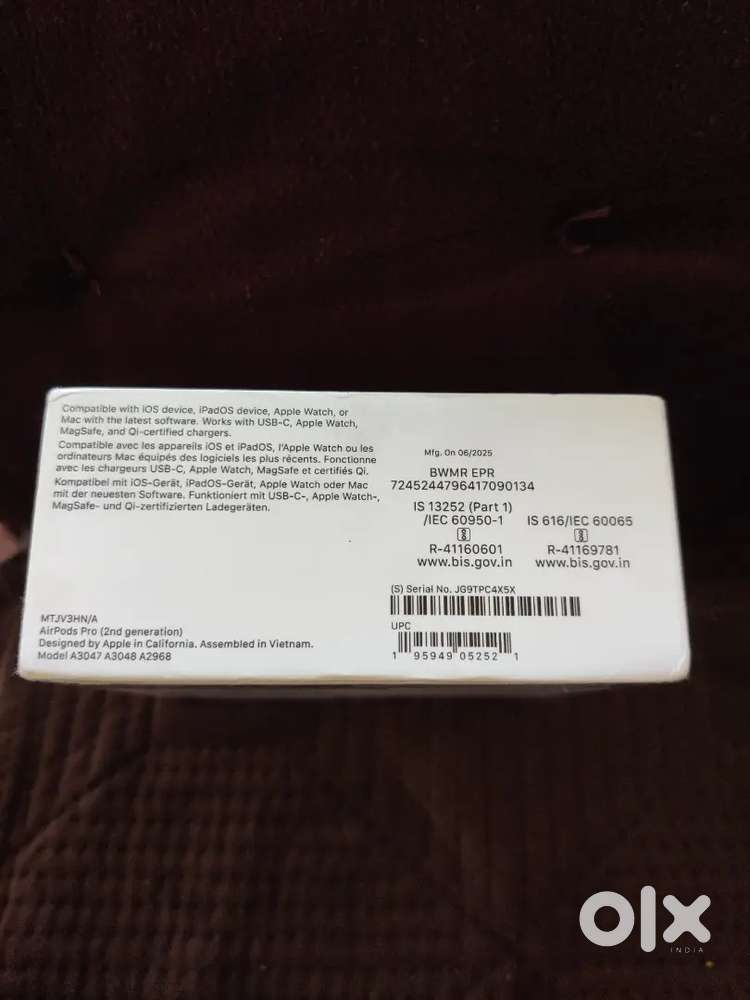 Compatible with iOS device, iPadOS device, Apple Watch, or
Mac with the latest software. Works with USB-C, Apple Watch,
MagSafe, and Qi-certified chargers.
Compatible avec les appareils iOS et iPadOS, l'Apple Watch ou les
ordinateurs Mac équipés des logiciels les plus récents. Fonctionne
avec les chargeurs USB-C, Apple Watch, MagSafe et certifiés Qi.
Kompatibel mit iOS-Gerät, iPadOS-Gerät, Apple Watch oder Mac
mit der neuesten Software. Funktioniert mit USB-C-, Apple Watch-,
MagSafe- und Qi-zertifizierten Ladegeräten.
MTJV3HN/A
AirPods Pro (2nd generation)
Designed by Apple in California. Assembled in Vietnam.
Model A3047 A3048 A2968
Mfg. On 06/2025
BWMR EPR
7245244796417090134
IS 13252 (Part 1)
/IEC 60950-1
R-41160601
www.bis.gov.in
IS 616/IEC 60065
R-41169781
www.bis.gov.in
(S) Serial No. JG9TPC4X5X
UPC
1 95949 05252 1
olx
INDIA